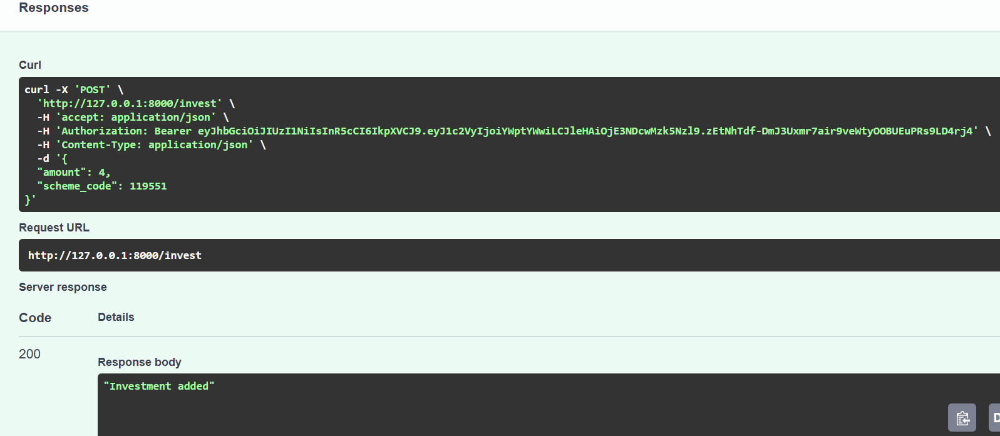 Responses
Curl
curl -X 'POST' \
'http://127.0.0.1:8000/invest' \
-H 'accept: application/json' \
-H 'Authorization: Bearer eyJhbGciOiJIUzI1NiIsInR5cCI6IkpXVCJ9.eyJ1c2VyIjoiYWptYWwiLCJleHAiOjE3NDcwMzk5Nzl9.zEtNhTdf-DmJ3Uxmr7air9veWtyOOBUEuPRs9LD4rj4' \
-H 'Content-Type: application/json' \
-d '{
"amount": 4,
"scheme_code": 119551
}'
Request URL
http://127.0.0.1:8000/invest
Server response
Code Details
200
Response body
"Investment added"